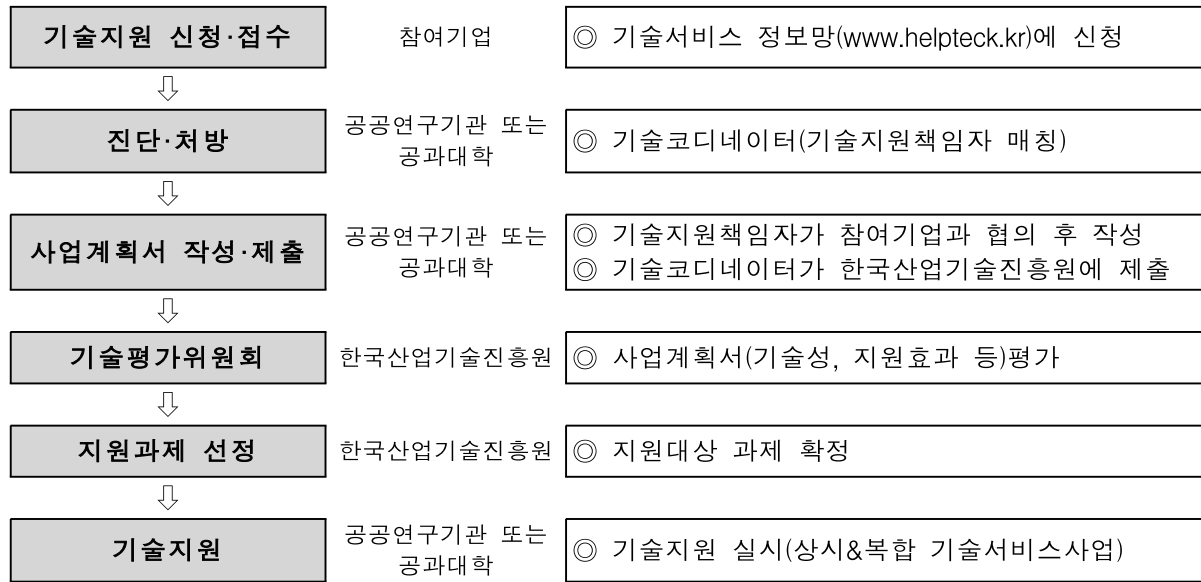 기술지원 신청·접수
참여기업
◎ 기술서비스 정보망(www.helpteck.kr)에 신청
⇩
진단·처방
공공연구기관 또는
공과대학
◎ 기술코디네이터(기술지원책임자 매칭)
⇩
사업계획서 작성·제출
공공연구기관 또는
공과대학
◎ 기술지원책임자가 참여기업과 협의 후 작성
◎ 기술코디네이터가 한국산업기술진흥원에 제출
⇩
기술평가위원회
한국산업기술진흥원
◎ 사업계획서(기술성, 지원효과 등)평가
⇩
지원과제 선정
한국산업기술진흥원
◎ 지원대상 과제 확정
⇩
기술지원
공공연구기관 또는
공과대학
◎ 기술지원 실시(상시&복합 기술서비스사업)